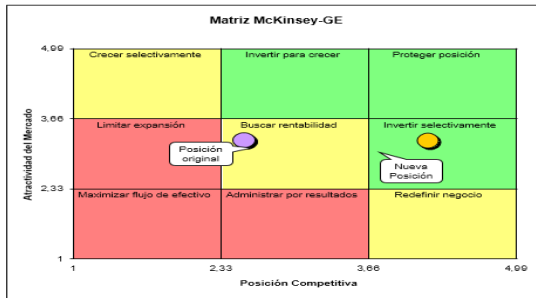 Matriz McKinsey-GE
4,99
Crecer selectivamente
Invertir para crecer
Proteger posición
3,66
Limitar expansión
Buscar rentabilidad
Invertir selectivamente
Posición
original
Nueva
Posición
2,33
Maximizar flujo de efectivo
Administrar por resultados
Redefinir negocio
1
1
2,33
3,66
4,99
Atractividad del Mercado
Posición Competitiva